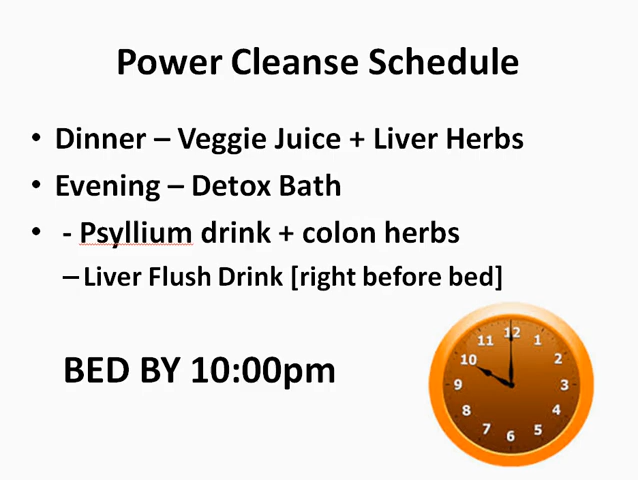 Power Cleanse Schedule
• Dinner – Veggie Juice + Liver Herbs
• Evening – Detox Bath
• - Psyllium drink + colon herbs
– Liver Flush Drink [right before bed]
BED BY 10:00pm
12
1
2
3
4
5
6
7
8
9
10
11